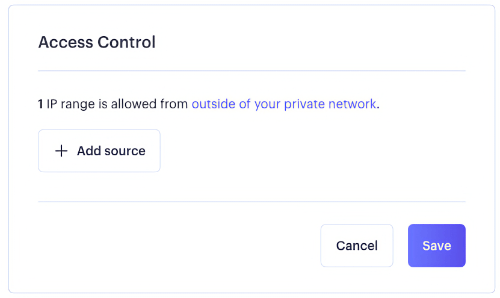 Access Control
1 IP range is allowed from outside of your private network.
+ Add source
Cancel
Save